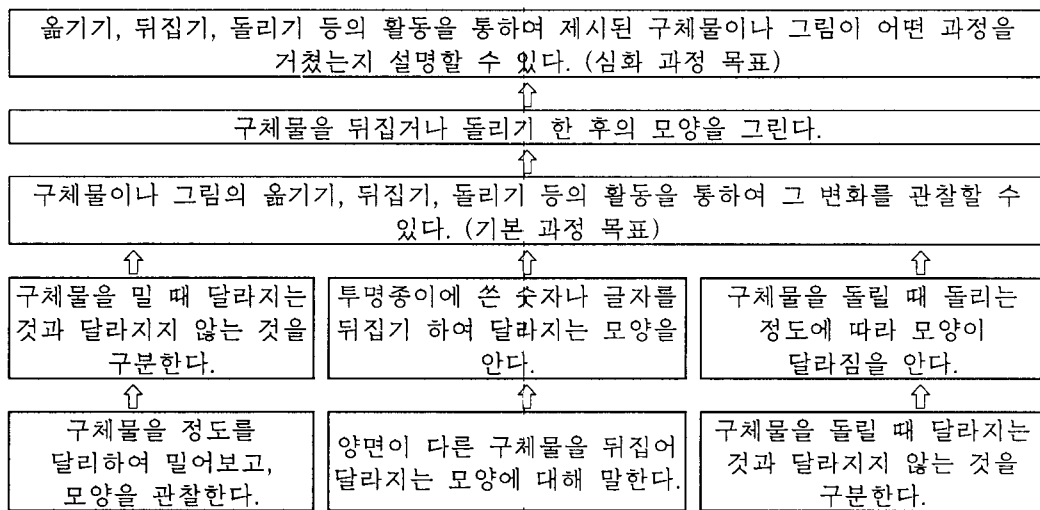 옮기기, 뒤집기, 돌리기 등의 활동을 통하여 제시된 구체물이나 그림이 어떤 과정을
거쳤는지 설명할 수 있다. (심화 과정 목표)
구체물을 뒤집거나 돌리기 한 후의 모양을 그린다.
구체물이나 그림의 옮기기, 뒤집기, 돌리기 등의 활동을 통하여 그 변화를 관찰할 수
있다. (기본 과정 목표)
구체물을 밀 때 달라지는
것과 달라지지 않는 것을
구분한다.
투명종이에 쓴 숫자나 글자를
뒤집기 하여 달라지는 모양을
안다.
구체물을 돌릴 때 돌리는
정도에 따라 모양이
달라짐을 안다.
구체물을 정도를
달리하여 밀어보고,
모양을 관찰한다.
양면이 다른 구체물을 뒤집어
달라지는 모양에 대해 말한다.
구체물을 돌릴 때 달라지는
것과 달라지지 않는 것을
구분한다.